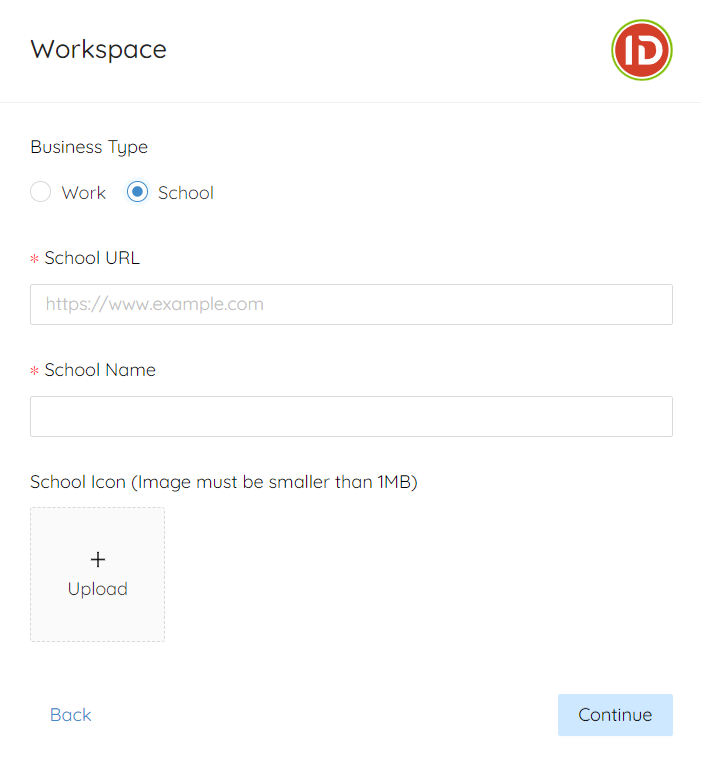 Workspace
ID
Business Type
Work School
* School URL
https://www.example.com
* School Name
School Icon (Image must be smaller than 1MB)
+
Upload
Back Continue